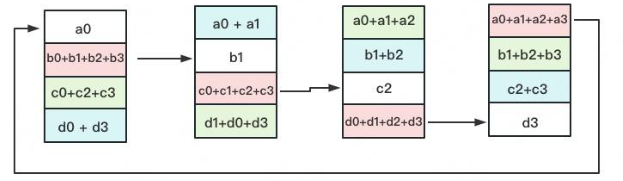 a0
b0+b1+b2+b3
c0+c2+c3
d0 + d3
a0 + a1
b1
c0+c1+c2+c3
d1+d0+d3
a0+a1+a2
b1+b2
c2
d0+d1+d2+d3
a0+a1+a2+a3
b1+b2+b3
c2+c3
d3